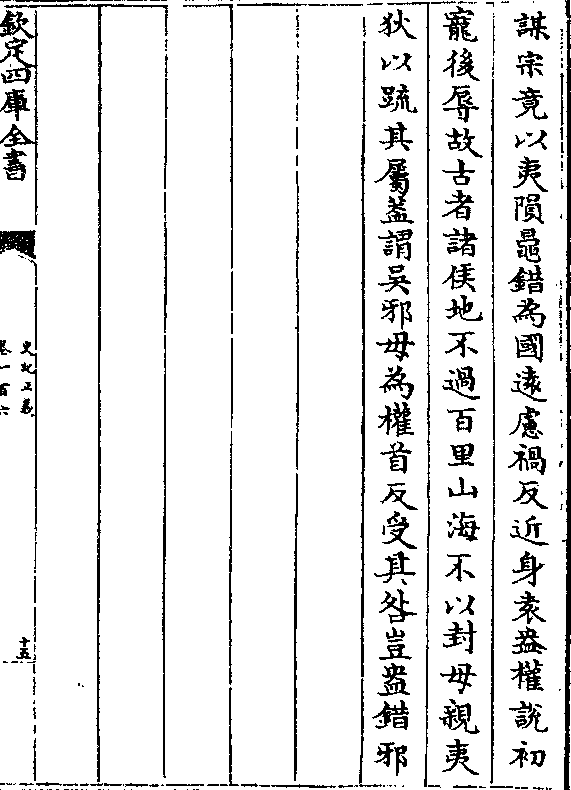 謀宗竟以夷隕鼂錯為國遠慮禍反近身袁盎權說初
寵後辱故古者諸侯地不過百里山海不以封毋親夷
狄以疏其屬蓋謂吳邪毋為權首反受其咎豈盎錯邪
欽定四庫全書
史記正義
卷一百六
十五